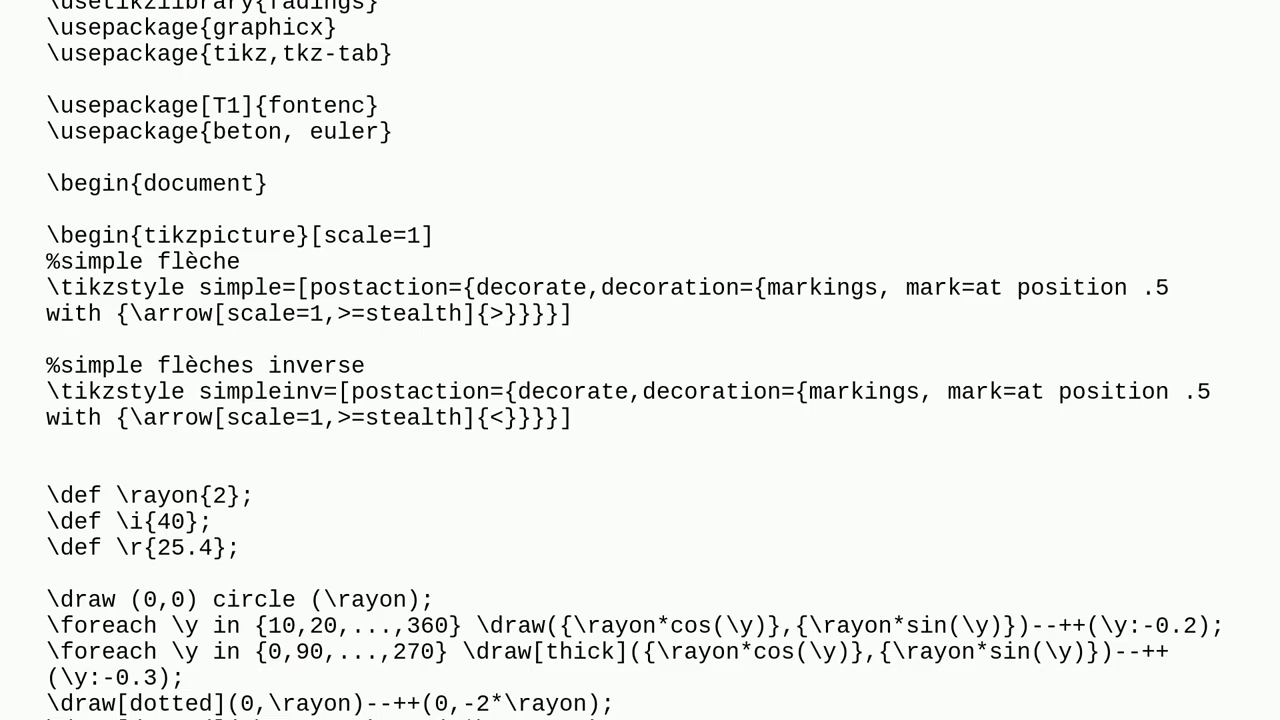 \usetikzlibrary{fadings}
\usepackage{graphicx}
\usepackage{tikz,tkz-tab}
\usepackage[T1]{fontenc}
\usepackage{beton, euler}
\begin{document}
\begin{tikzpicture}[scale=1]
%simple flèche
\tikzstyle simple=[postaction={decorate,decoration={markings, mark=at position .5
with {\arrow[scale=1,>=stealth]{>}}}}]
%simple flèches inverse
\tikzstyle simpleinv=[postaction={decorate,decoration={markings, mark=at position .5
with {\arrow[scale=1,>=stealth]{<}}}}]
\def \rayon{2};
\def \i{40};
\def \r{25.4};
\draw (0,0) circle (\rayon);
\foreach \y in {10,20,...,360} \draw({\rayon*cos(\y)},{\rayon*sin(\y)})--++(\y:-0.2);
\foreach \y in {0,90,...,270} \draw[thick]({\rayon*cos(\y)},{\rayon*sin(\y)})--++
(\y:-0.3);
\draw[dotted](0,\rayon)--++(0,-2*\rayon);